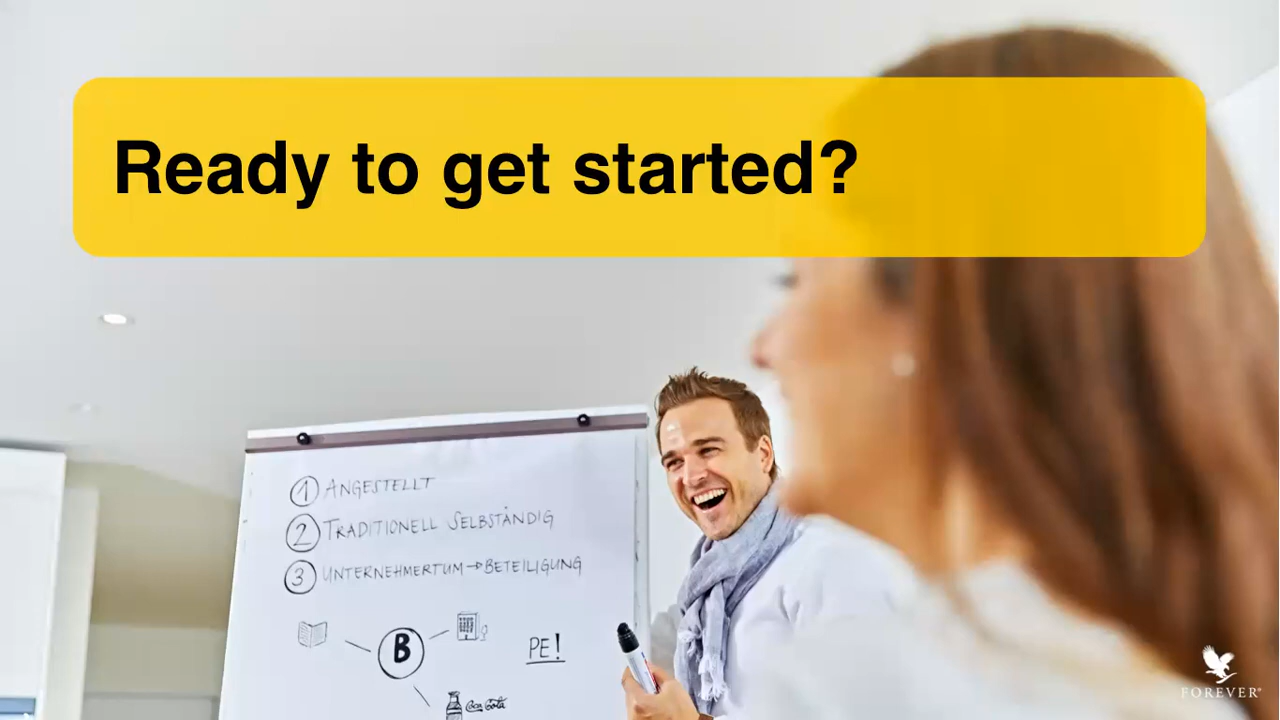 Ready to get started?
1 ANGESTELLT
2 TRADITIONELL SELBSTÄNDIG
3 UNTERNEHMERTUM → BETEILIGUNG
B
PE!
Coca Cola
FOREVER®